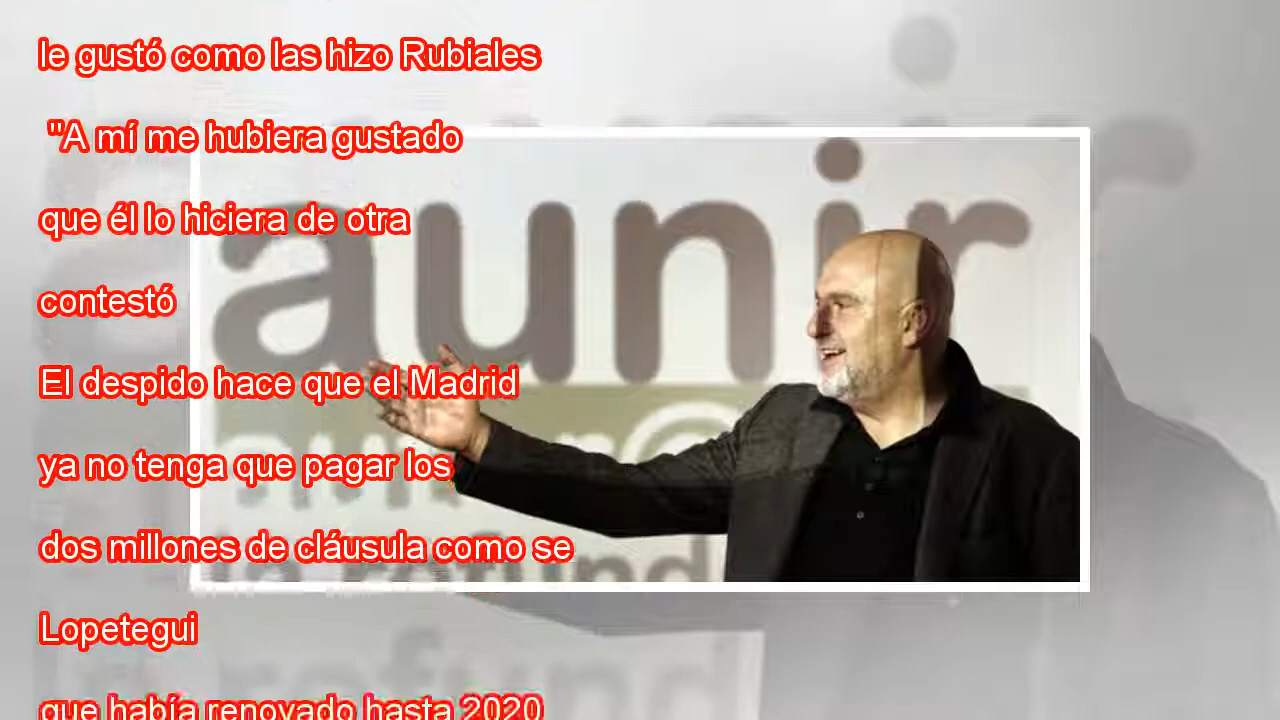 le gustó como las hizo Rubiales
"A mí me hubiera gustado
que él lo hiciera de otra
contestó
El despido hace que el Madrid
ya no tenga que pagar los
dos millones de cláusula como se
Lopetegui
que había renovado hasta 2020
aunir
refund